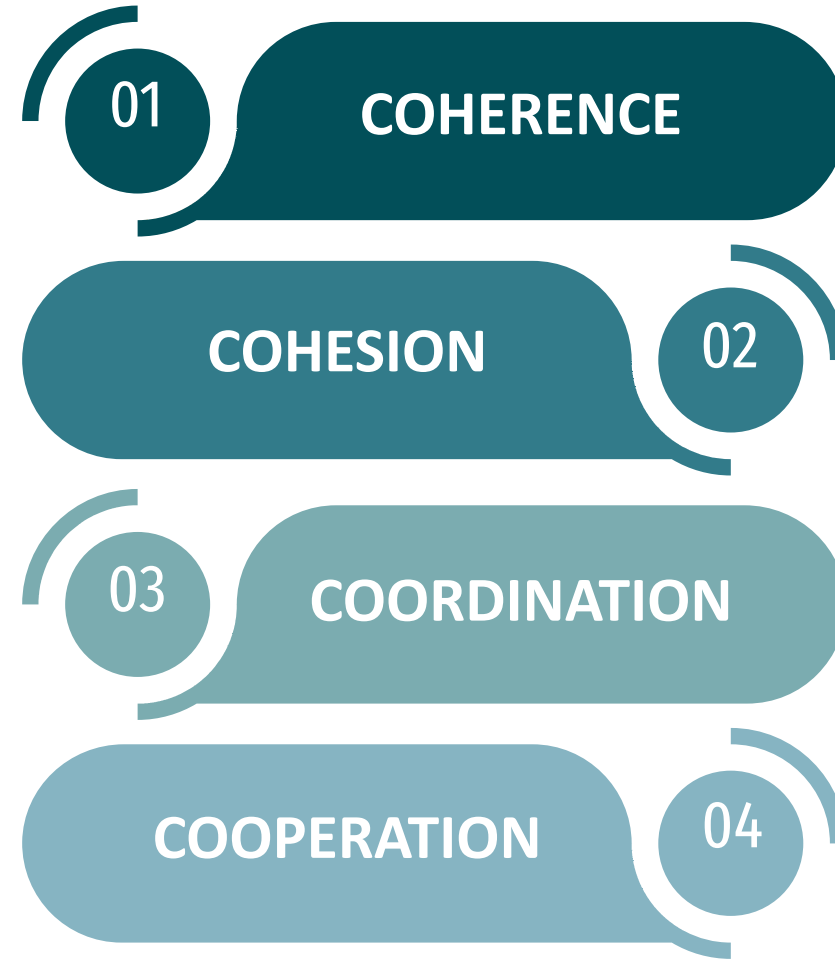 01
COHERENCE
COHESION
02
03
COORDINATION
COOPERATION
04